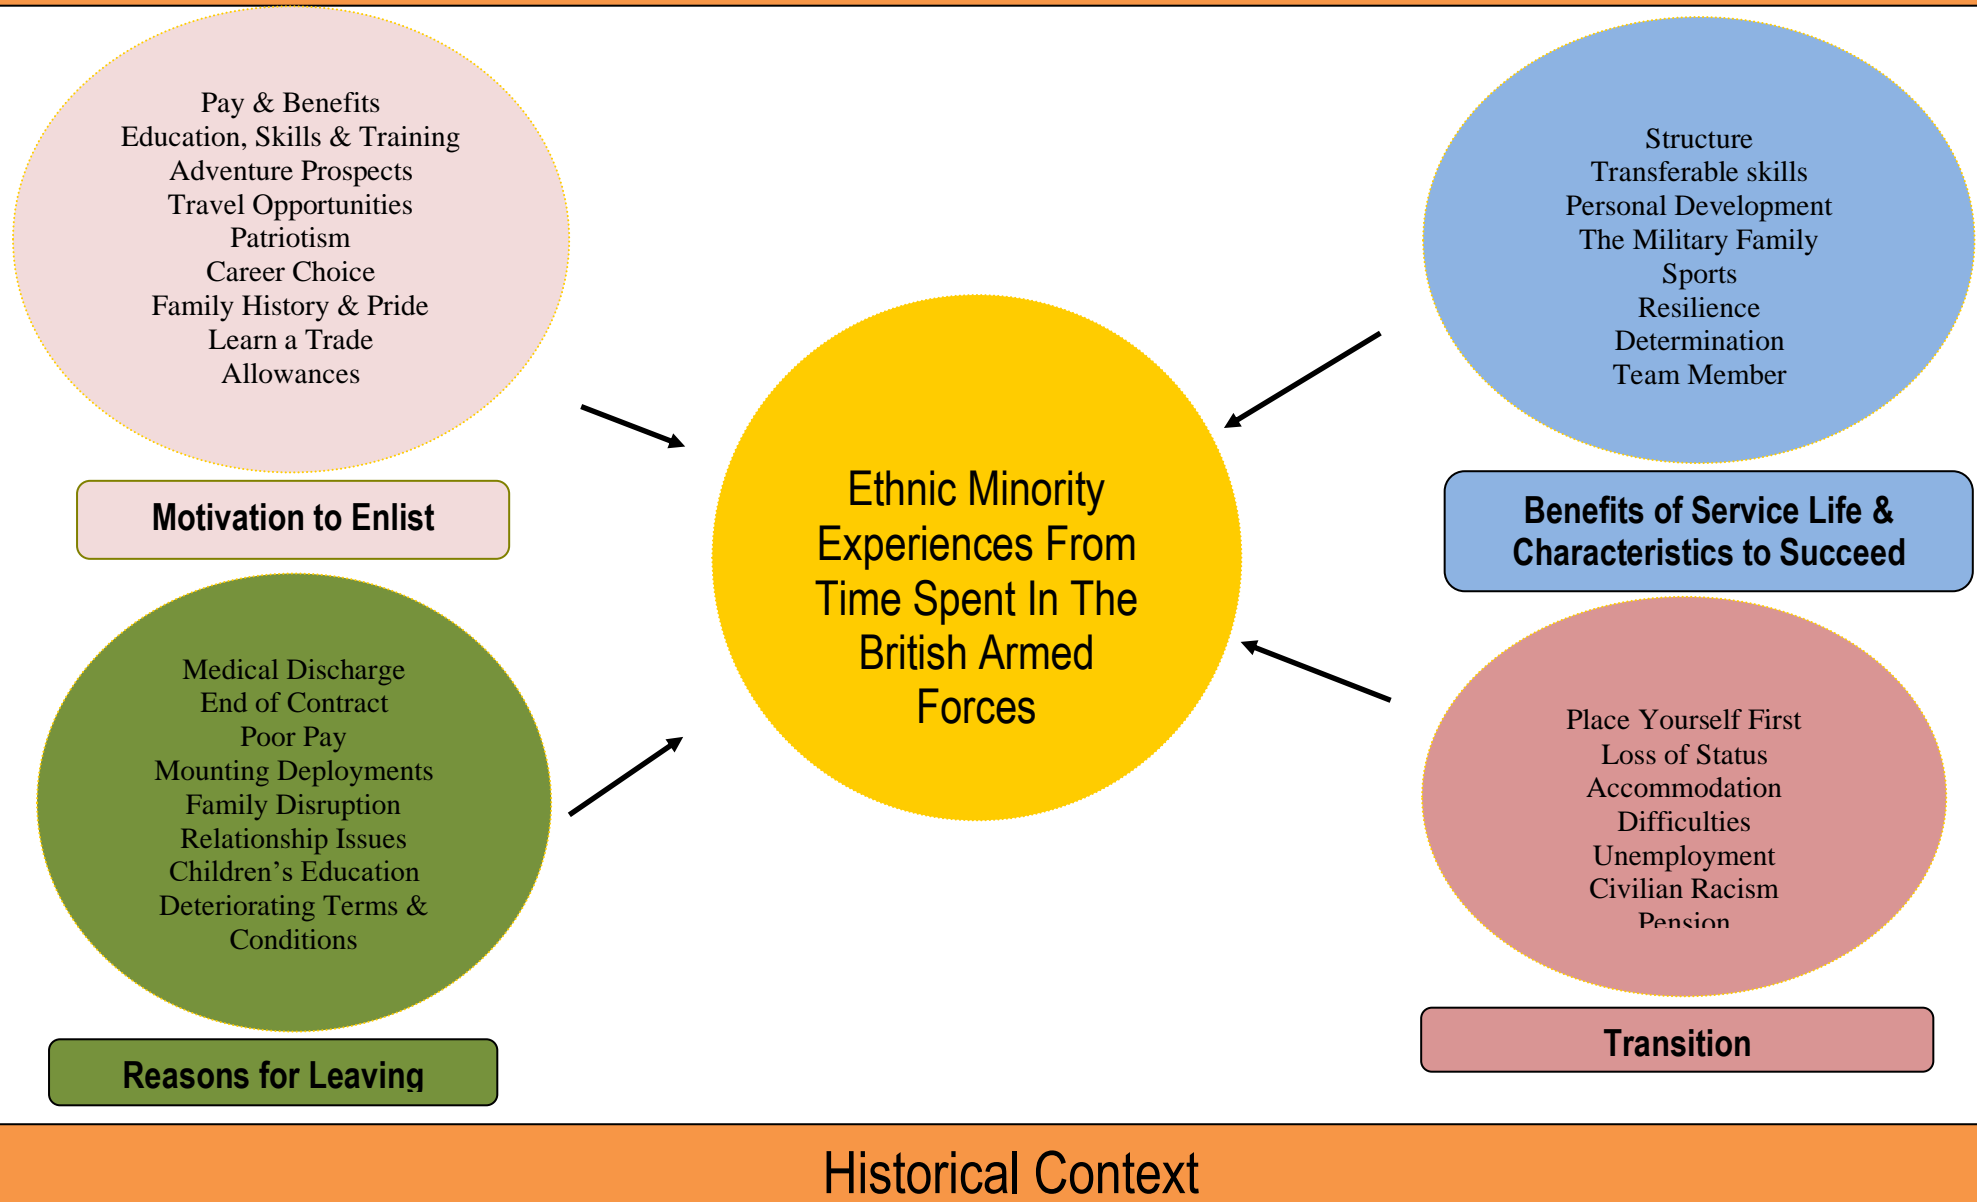 Pay & Benefits
Education, Skills & Training
Adventure Prospects
Travel Opportunities
Patriotism
Career Choice
Family History & Pride
Learn a Trade
Allowances
Motivation to Enlist
Structure
Transferable skills
Personal Development
The Military Family
Sports
Resilience
Determination
Team Member
Benefits of Service Life &
Characteristics to Succeed
Ethnic Minority
Experiences From
Time Spent In The
British Armed
Forces
Medical Discharge
End of Contract
Poor Pay
Mounting Deployments
Family Disruption
Relationship Issues
Children’s Education
Deteriorating Terms &
Conditions
Reasons for Leaving
Place Yourself First
Loss of Status
Accommodation
Difficulties
Unemployment
Civilian Racism
Pension
Transition
Historical Context